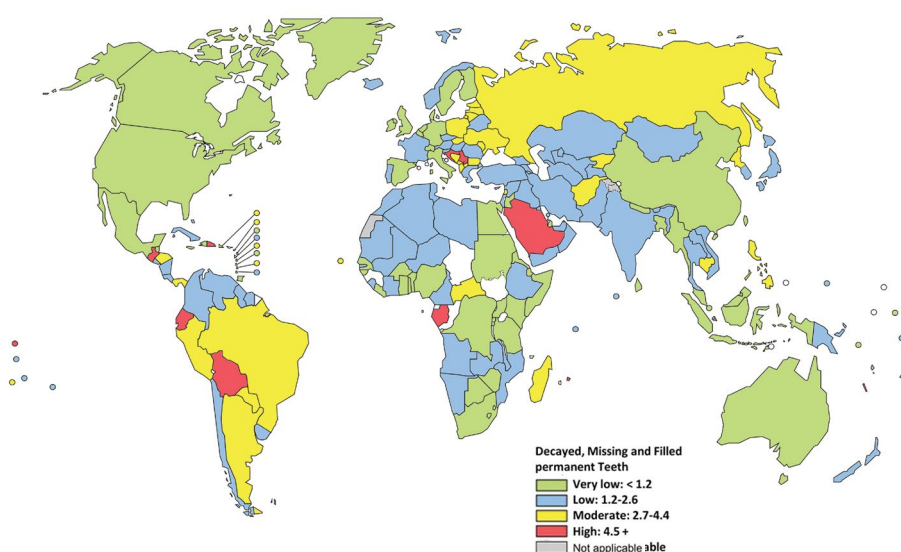 Decayed, Missing and Filled
permanent Teeth
Very low: < 1.2
Low: 1.2-2.6
Moderate: 2.7-4.4
High: 4.5 +
Not applicable able